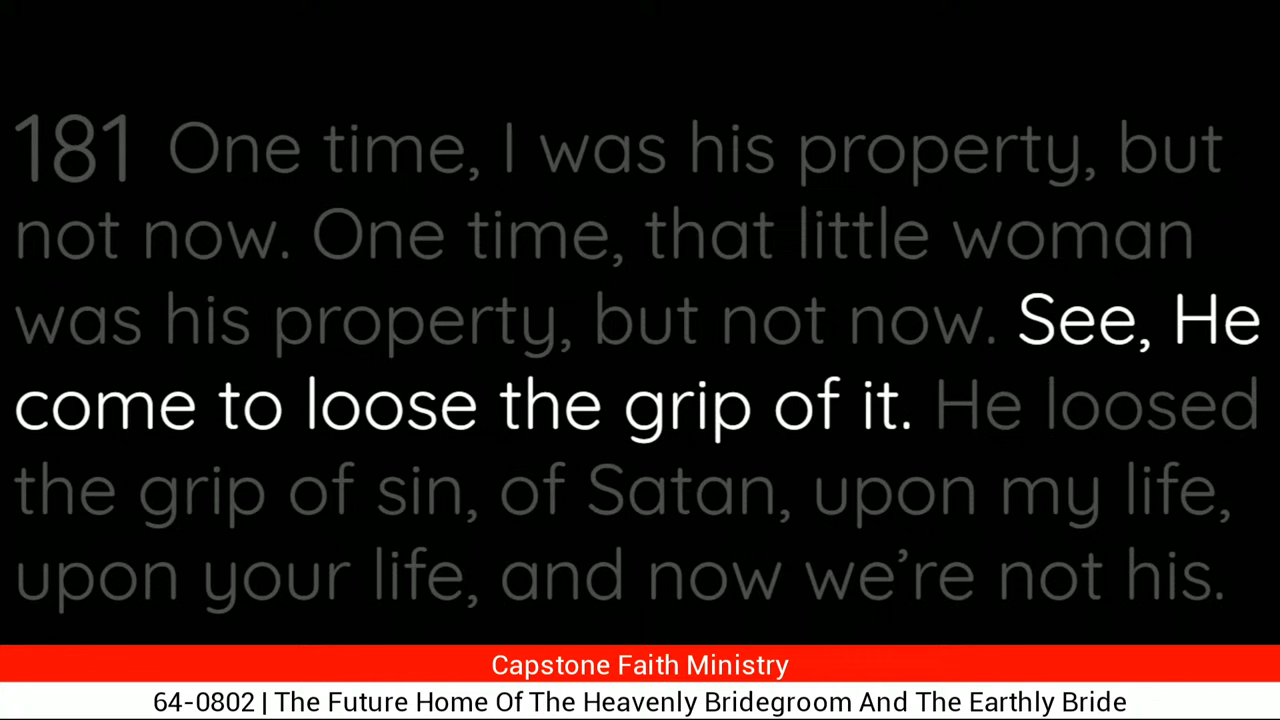 181 One time, I was his property, but
not now. One time, that little woman
was his property, but not now. See, He
come to loose the grip of it. He loosed
the grip of sin, of Satan, upon my life,
upon your life, and now we’re not his.
Capstone Faith Ministry
64-0802 | The Future Home Of The Heavenly Bridegroom And The Earthly Bride